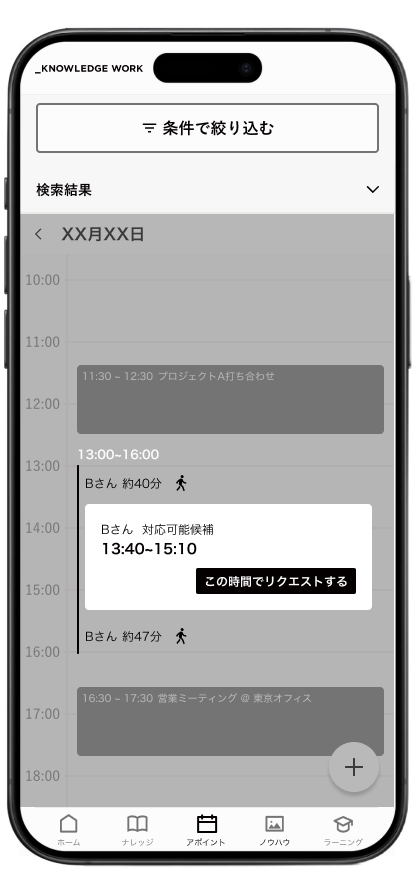 _KNOWLEDGE WORK
条件で絞り込む
検索結果
XX月XX日
10:00
11:00
11:30 ~ 12:30 プロジェクトA打ち合わせ
12:00
13:00~16:00
13:00
Bさん 約40分
14:00
Bさん 対応可能候補
13:40~15:10
この時間でリクエストする
15:00
Bさん 約47分
16:00
16:30 ~ 17:30 営業ミーティング @ 東京オフィス
17:00
18:00
ホーム ナレッジ アポイント ノウハウ ラーニング